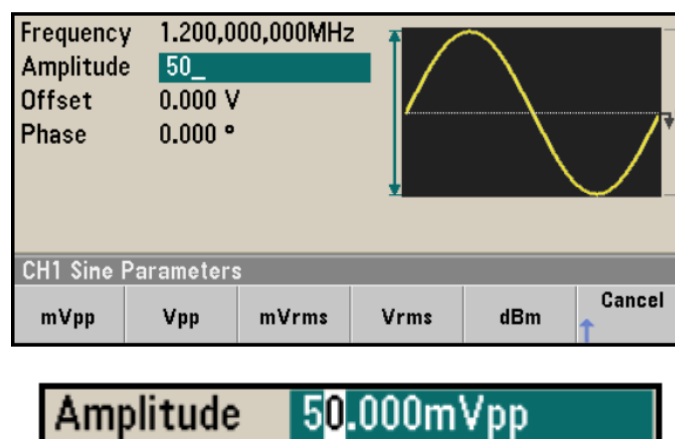 Frequency 1.200,000,000MHz
Amplitude 50_
Offset 0.000 V
Phase 0.000 °
CH1 Sine Parameters
mVpp Vpp mVrms Vrms dBm Cancel
Amplitude 50.000mVpp